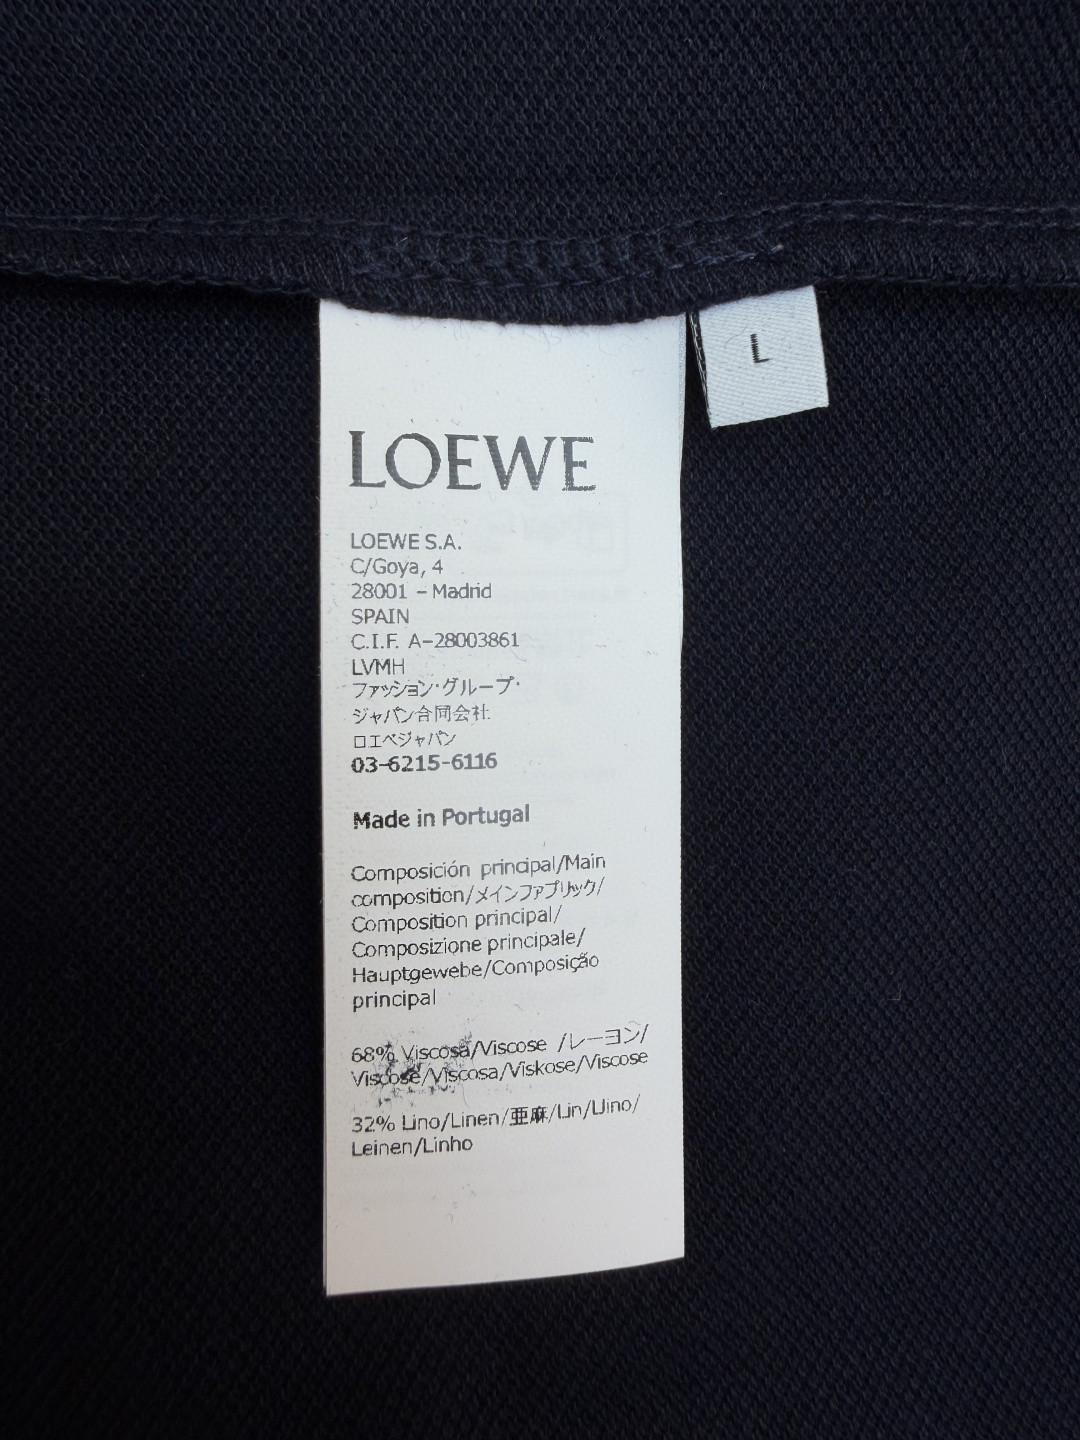 L
LOEWE
LOEWE S.A.
C/Goya, 4
28001 – Madrid
SPAIN
C.I.F. A-28003861
LVMH
ファッション・グループ・
ジャパン合同会社
ロエベジャパン
03-6215-6116
Made in Portugal
Composición principal/Main
composition/メインファブリック/
Composition principal/
Composizione principale/
Hauptgewebe/Composição
principal
68% Viscosa/Viscose /レーヨン/
Viscose/Viscosa/Viskose/Viscose
32% Lino/Linen/亜麻/Lin/Lino/
Leinen/Linho